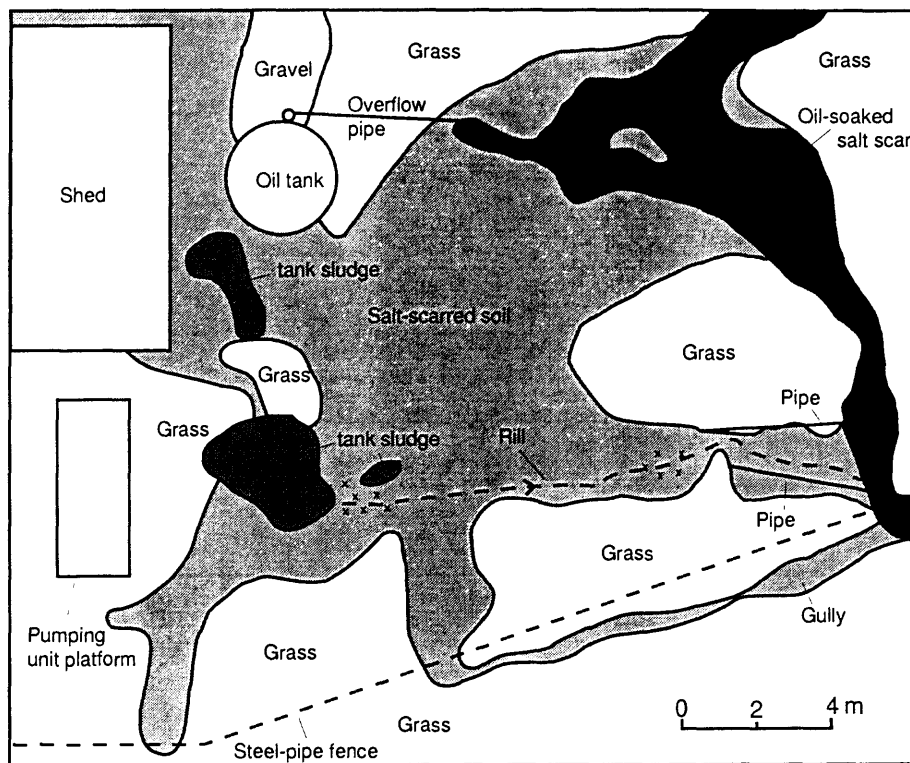 Grass
Grass
Gravel
Overflow
pipe
Oil-soaked
salt scar
Oil tank
Shed
tank sludge
Salt-scarred soil
Grass
Grass
Pipe
Grass
tank sludge
Rill
Pipe
Grass
Gully
Pumping
unit platform
Grass
0 2 4 m
Grass
Steel-pipe fence